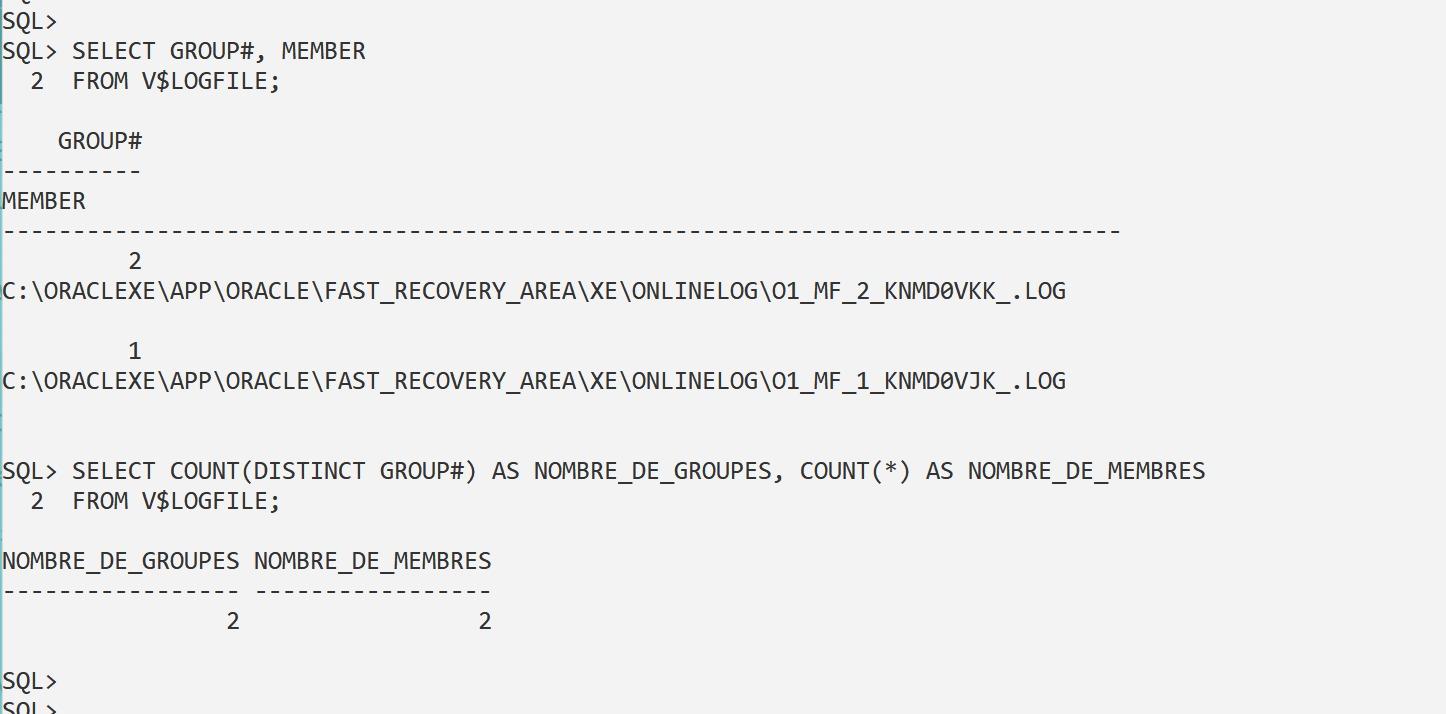 SQL>
SQL> SELECT GROUP#, MEMBER
  2  FROM V$LOGFILE;
    GROUP#
----------
MEMBER
--------------------------------------------------------------------------------
         2
C:\ORACLEXE\APP\ORACLE\FAST_RECOVERY_AREA\XE\ONLINELOG\O1_MF_2_KNMD0VKK_.LOG
         1
C:\ORACLEXE\APP\ORACLE\FAST_RECOVERY_AREA\XE\ONLINELOG\O1_MF_1_KNMD0VJK_.LOG
SQL> SELECT COUNT(DISTINCT GROUP#) AS NOMBRE_DE_GROUPES, COUNT(*) AS NOMBRE_DE_MEMBRES
  2  FROM V$LOGFILE;
NOMBRE_DE_GROUPES NOMBRE_DE_MEMBRES
----------------- -----------------
                2                 2
SQL>
SQL>